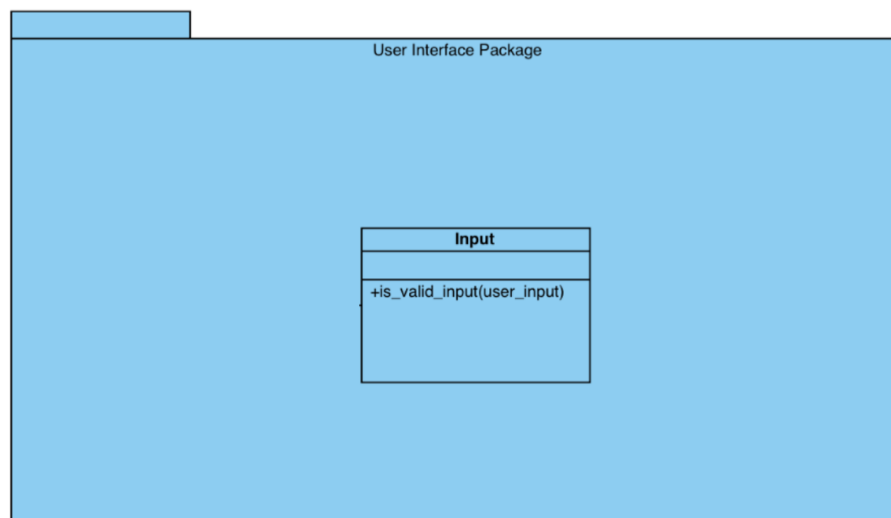 User Interface Package
Input
+is_valid_input(user_input)